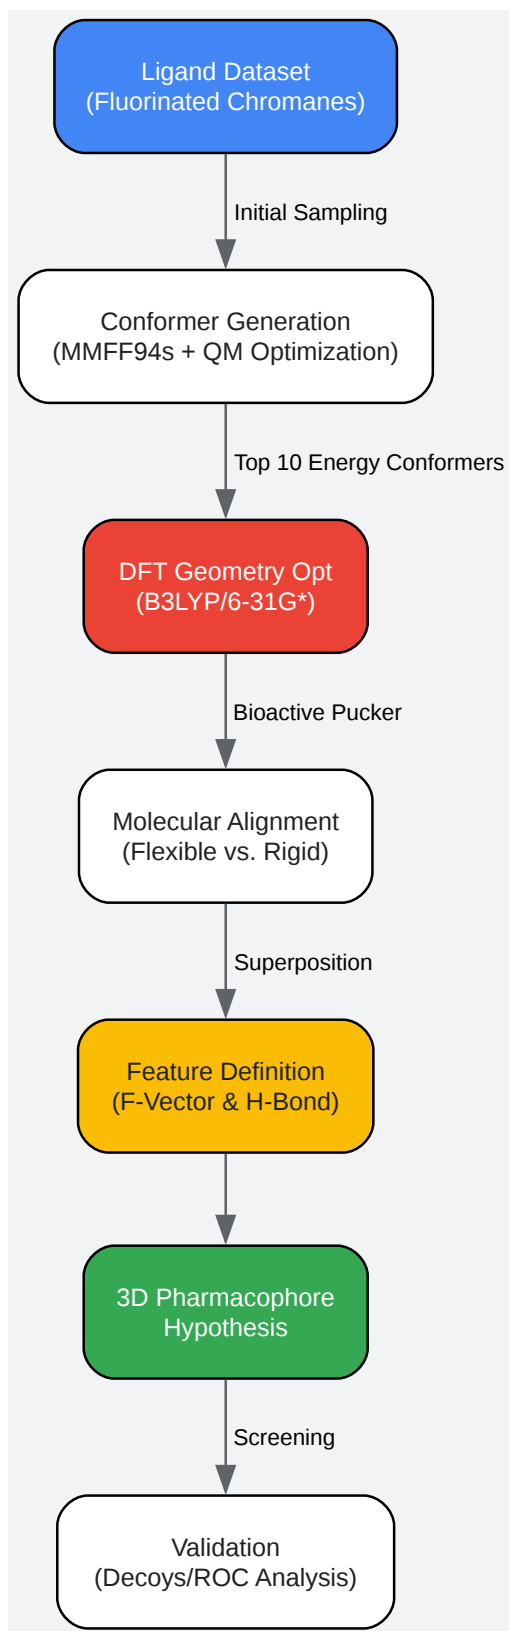 Ligand Dataset
(Fluorinated Chromanes)
Initial Sampling
Conformer Generation
(MMFF94s + QM Optimization)
Top 10 Energy Conformers
DFT Geometry Opt
(B3LYP/6-31G*)
Bioactive Pucker
Molecular Alignment
(Flexible vs. Rigid)
Superposition
Feature Definition
(F-Vector & H-Bond)
3D Pharmacophore
Hypothesis
Screening
Validation
(Decoys/ROC Analysis)